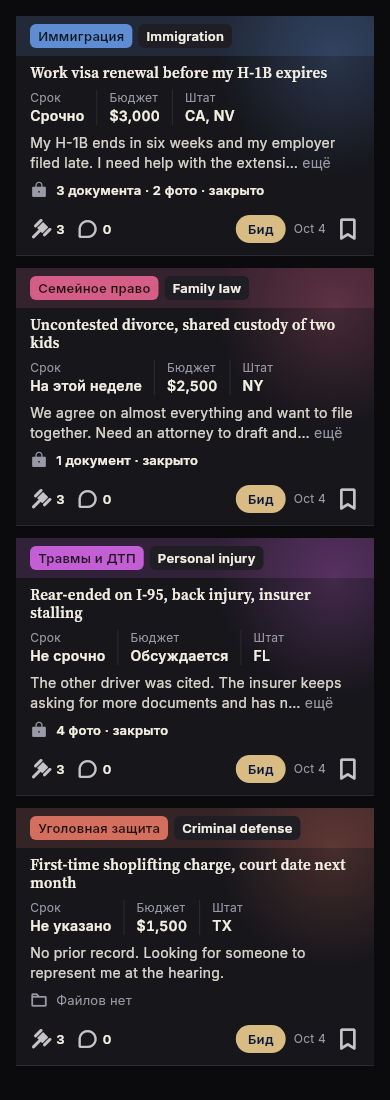 Иммиграция Immigration
Work visa renewal before my H-1B expires
Срок Бюджет Штат
Срочно $3,000 CA, NV
My H-1B ends in six weeks and my employer
filed late. I need help with the extensi... ещё
3 документа · 2 фото · закрыто
3 0 Бид Oct 4
Семейное право Family law
Uncontested divorce, shared custody of two
kids
Срок Бюджет Штат
На этой неделе $2,500 NY
We agree on almost everything and want to file
together. Need an attorney to draft and... ещё
1 документ · закрыто
3 0 Бид Oct 4
Травмы и ДТП Personal injury
Rear-ended on I-95, back injury, insurer
stalling
Срок Бюджет Штат
Не срочно Обсуждается FL
The other driver was cited. The insurer keeps
asking for more documents and has n... ещё
4 фото · закрыто
3 0 Бид Oct 4
Уголовная защита Criminal defense
First-time shoplifting charge, court date next
month
Срок Бюджет Штат
Не указано $1,500 TX
No prior record. Looking for someone to
represent me at the hearing.
Файлов нет
3 0 Бид Oct 4